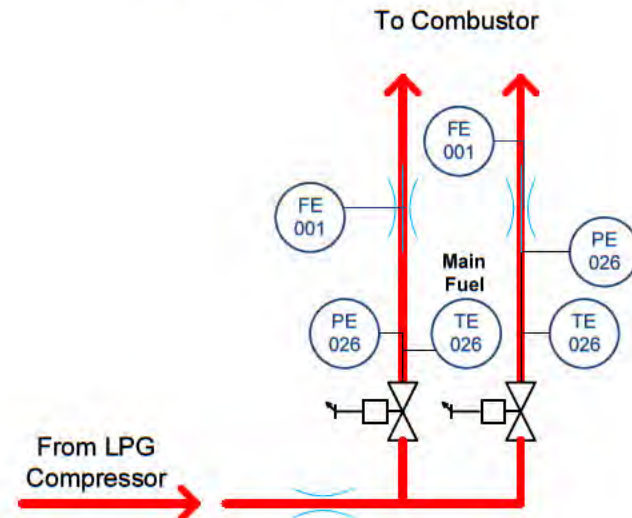 To Combustor
FE
001
FE
001
Main
Fuel
PE
026
PE
026
TE
026
TE
026
From LPG
Compressor